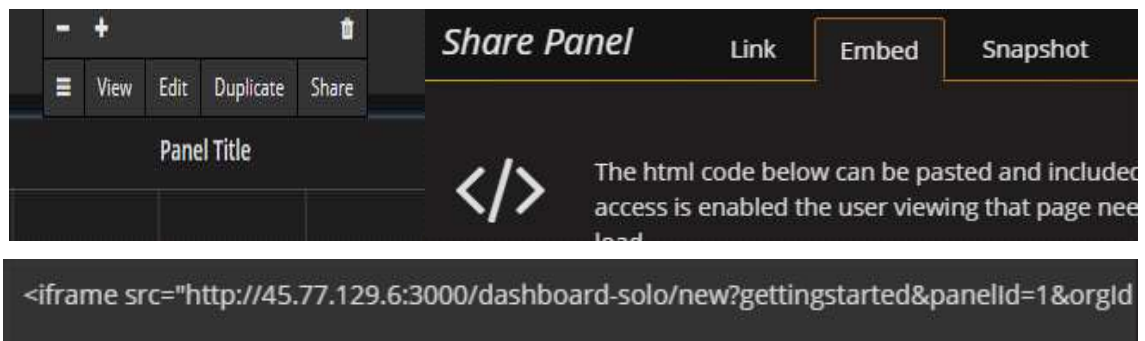 View Edit Duplicate Share
Panel Title
Share Panel Link Embed Snapshot
The html code below can be pasted and included
access is enabled the user viewing that page nee
load
<iframe src="http://45.77.129.6:3000/dashboard-solo/new?gettingstarted&panelId=1&orgId